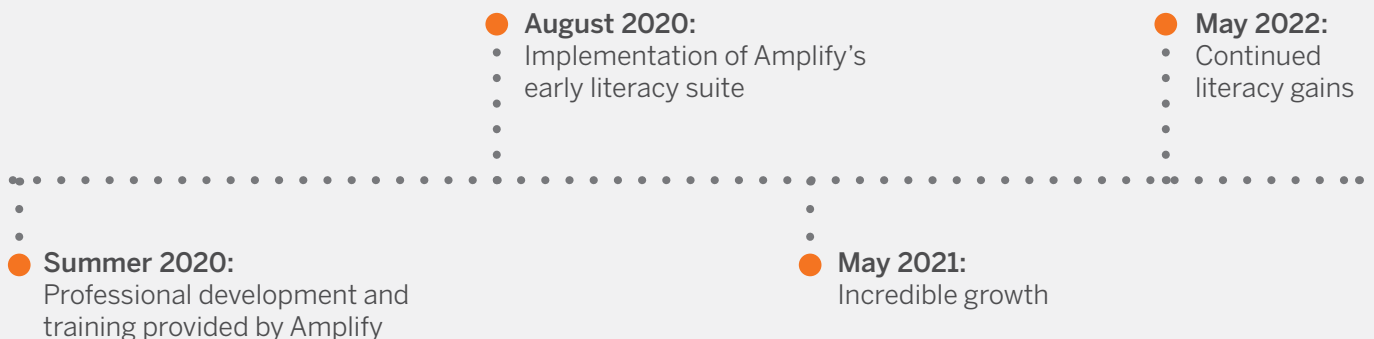 August 2020:
Implementation of Amplify’s
early literacy suite
May 2022:
Continued
literacy gains
Summer 2020:
Professional development and
training provided by Amplify
May 2021:
Incredible growth